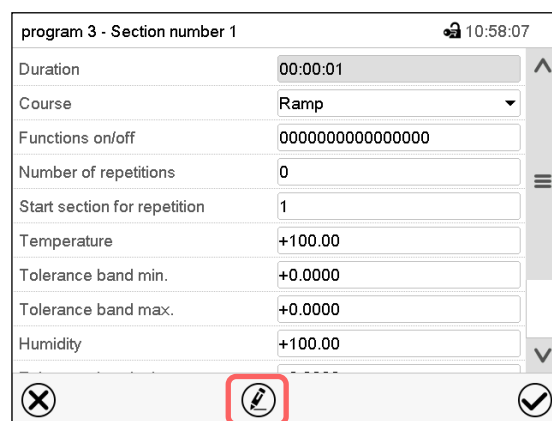 program 3 - Section number 1 10:58:07
Duration 00:00:01
Course Ramp
Functions on/off 0000000000000000
Number of repetitions 0
Start section for repetition 1
Temperature +100.00
Tolerance band min. +0.0000
Tolerance band max. +0.0000
Humidity +100.00